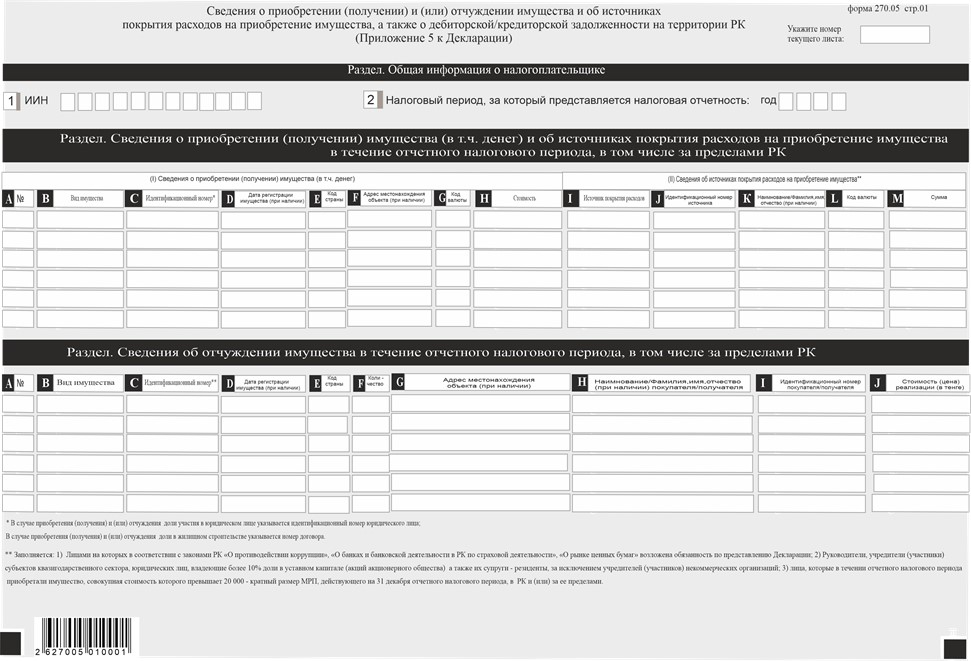 Сведения о приобретении (получении) и (или) отчуждении имущества и об источниках
покрытия расходов на приобретение имущества, а также о дебиторской/кредиторской задолженности на территории РК
(Приложение 5 к Декларации)
форма 270.05 стр.01
Укажите номер
текущего листа:
Раздел. Общая информация о налогоплательщике
1 ИИН
2 Налоговый период, за который представляется налоговая отчетность: год
Раздел. Сведения о приобретении (получении) имущества (в т.ч. денег) и об источниках покрытия расходов на приобретение имущества
в течение отчетного налогового периода, в том числе за пределами РК
(I) Сведения о приобретении (получении) имущества (в т.ч. денег)
(II) Сведения об источниках покрытия расходов на приобретение имущества**
A №
B Вид имущества
C Идентификационный номер*
D Дата регистрации
имущества (при наличии)
E Код
страны
F Адрес местонахождения
объекта (при наличии)
G Код
валюты
H Стоимость
I Источник покрытия расходов
J Идентификационный номер
источника
K Наименование/Фамилия,имя,
отчество (при наличии)
L Код валюты
M Сумма
Раздел. Сведения об отчуждении имущества в течение отчетного налогового периода, в том числе за пределами РК
A №
B Вид имущества
C Идентификационный номер**
D Дата регистрации
имущества (при наличии)
E Код
страны
F Коли -
чество
G Адрес местонахождения
объекта (при наличии)
H Наимнование/Фамилия,имя,отчество
(при наличии) покупателя/получателя
I Идентификационный номер
покупателя/получателя
J Стоимость (цена)
реализации (в тенге)
* В случае приобретения (получения) и (или) отчуждения доли участия в юридическом лице указывается идентификационный номер юридического лица;
В случае приобретения (получения) и (или) отчуждения доли в жилищном строительстве указывается номер договора.
** Заполняется: 1) Лицами на которых в соответствии с законами РК «О противодействии коррупции», «О банках и банковской деятельности в РК по страховой деятельности», «О рынке ценных бумаг» возложена обязанность по представлению Декларации; 2) Руководители, учредители (участники)
субъектов квазигодарственного сектора, юридических лиц, владеющие более 10% доли в уставном капитале (акций акционерного общества) а также их супруги - резиденты, за исключением учредителей (участников) некоммерческих организаций; 3) лица, которые в течении отчетного налогового периода
приобретали имущество, совокупная стоимость которого превышает 20 000 - кратный размер МРП, действующего на 31 декабря отчетного налогового периода, в РК и (или) за ее пределами.
2 627005 010001